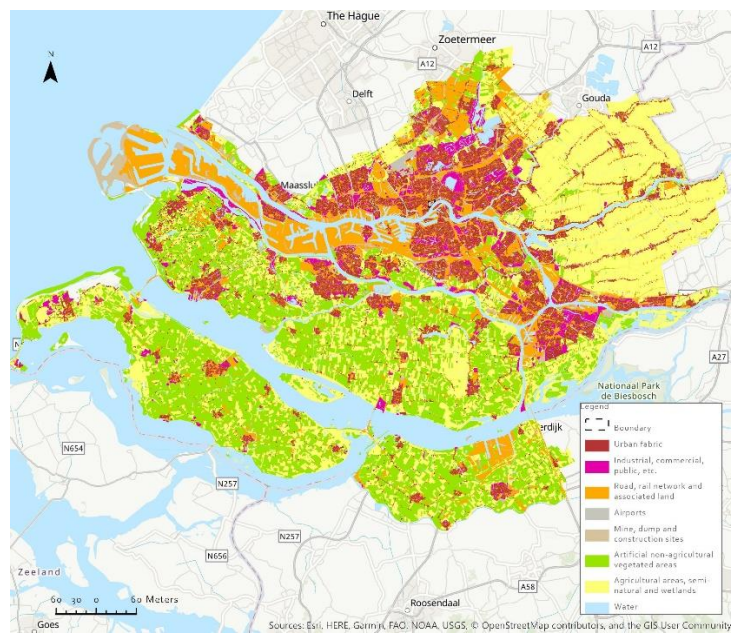 The Hague
Zoetermeer
A12
A12
N
Delft
Gouda
Maasslu
A27
Nationaal Park
de Biesbosch
erdijk
N654
N257
N257
N656
Zeeland
A58
Roosendaal
Goes
60 30 0 60 Meters
Legend
Boundary
Urban fabric
Industrial, commercial,
public, etc.
Road, rail network and
associated land
Airports
Mine, dump and
construction sites
Artificial non-agricultural
vegetated areas
Agricultural areas, semi-
natural and wetlands
Water
Sources: Esri, HERE, Garmin, FAO, NOAA, USGS, © OpenStreetMap contributors, and the GIS User Community